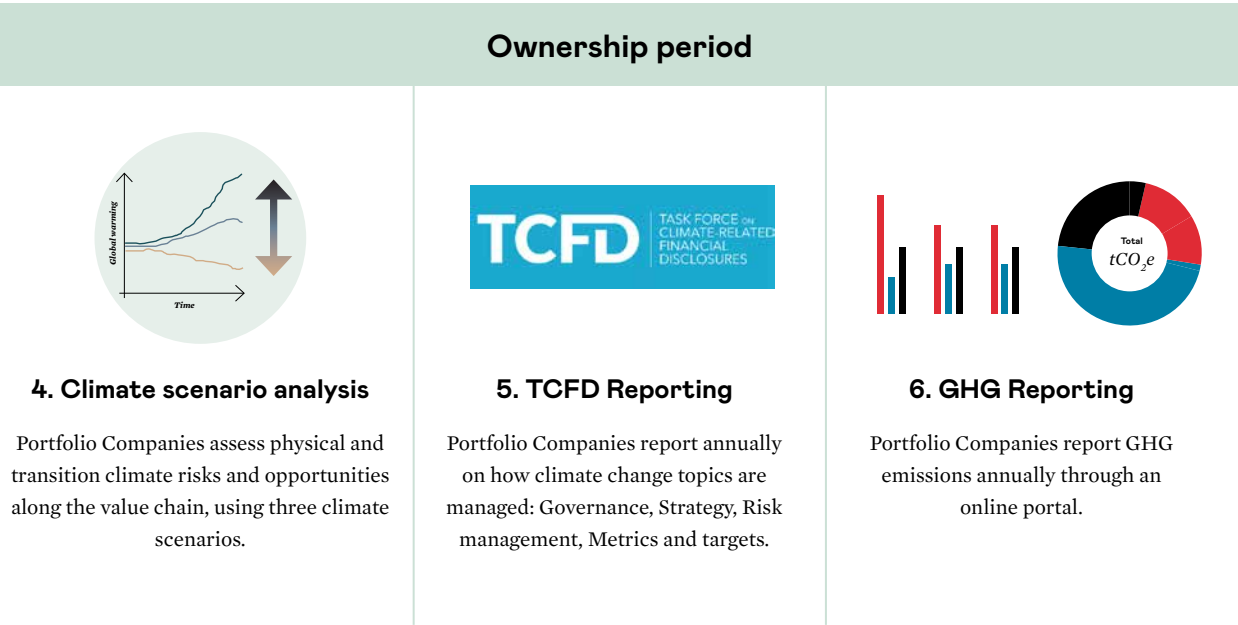 Ownership period
Global warming
Time
4. Climate scenario analysis
Portfolio Companies assess physical and
transition climate risks and opportunities
along the value chain, using three climate
scenarios.
TCFD
TASK FORCE ON
CLIMATE-RELATED
FINANCIAL
DISCLOSURES
5. TCFD Reporting
Portfolio Companies report annually
on how climate change topics are
managed: Governance, Strategy, Risk
management, Metrics and targets.
Total
tCO₂e
6. GHG Reporting
Portfolio Companies report GHG
emissions annually through an
online portal.